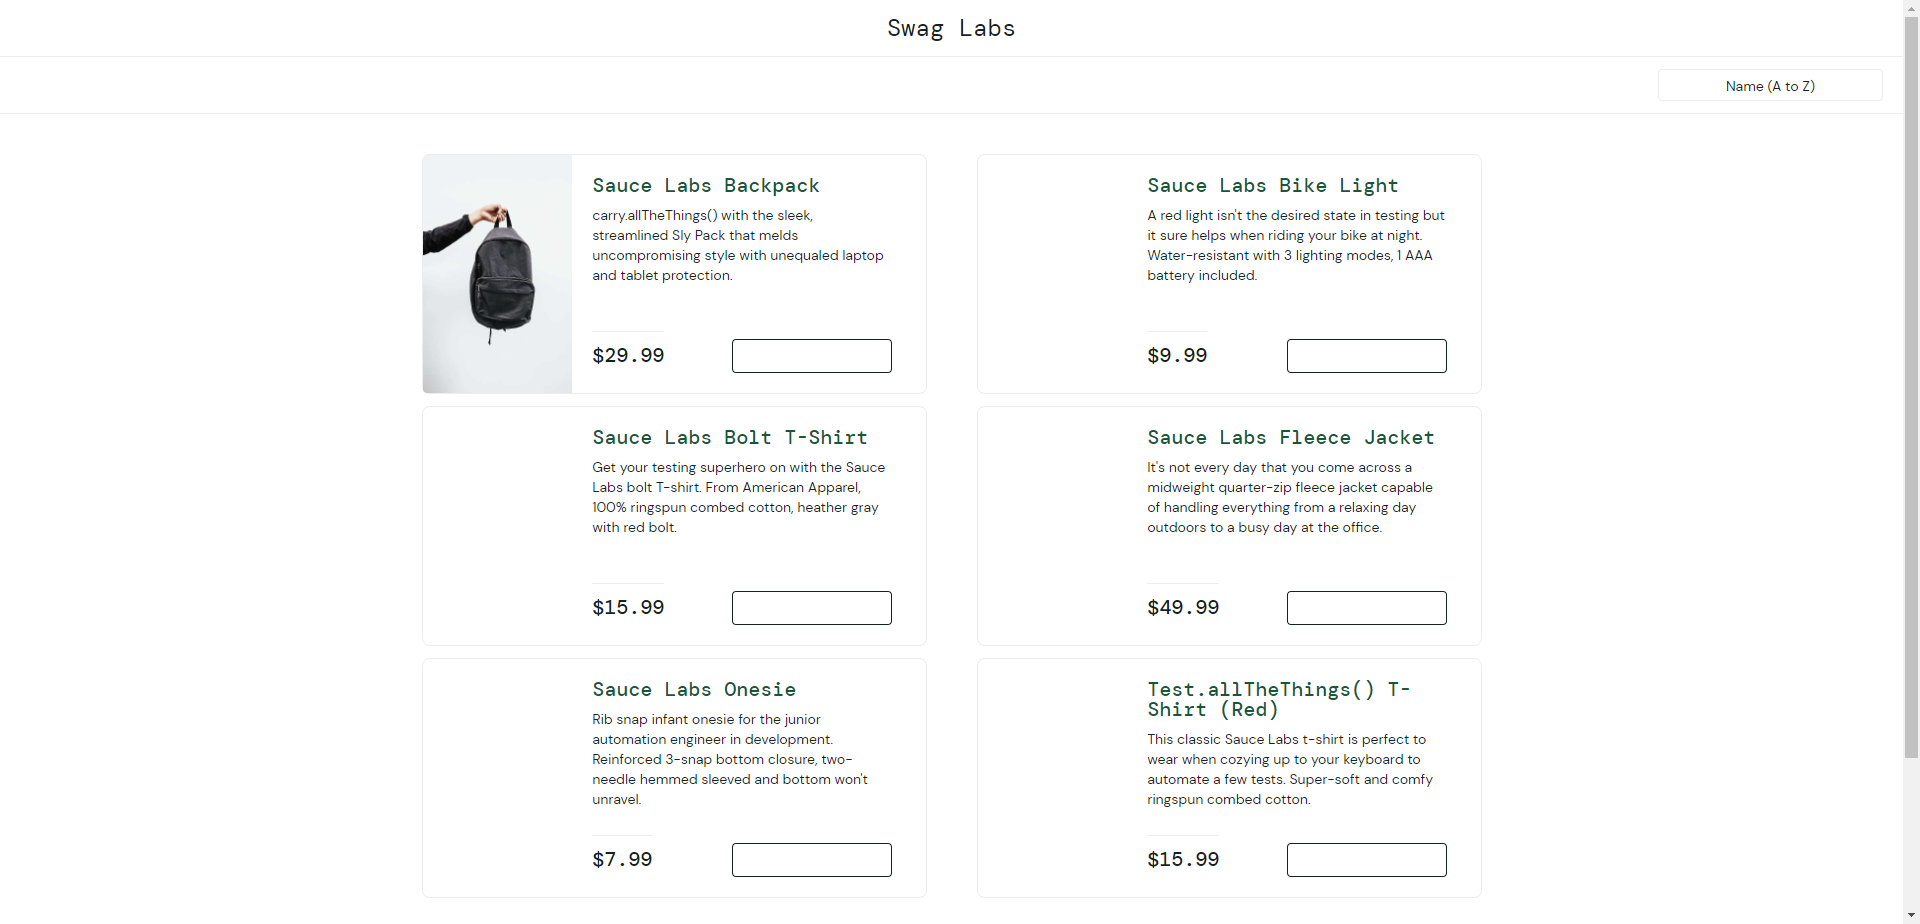 Swag Labs
Name (A to Z)
Sauce Labs Backpack
carry.allTheThings() with the sleek,
streamlined Sly Pack that melds
uncompromising style with unequaled laptop
and tablet protection.
$29.99
Sauce Labs Bike Light
A red light isn't the desired state in testing but
it sure helps when riding your bike at night.
Water-resistant with 3 lighting modes, 1 AAA
battery included.
$9.99
Sauce Labs Bolt T-Shirt
Get your testing superhero on with the Sauce
Labs bolt T-shirt. From American Apparel,
100% ringspun combed cotton, heather gray
with red bolt.
$15.99
Sauce Labs Fleece Jacket
It's not every day that you come across a
midweight quarter-zip fleece jacket capable
of handling everything from a relaxing day
outdoors to a busy day at the office.
$49.99
Sauce Labs Onesie
Rib snap infant onesie for the junior
automation engineer in development.
Reinforced 3-snap bottom closure, two-
needle hemmed sleeved and bottom won't
unravel.
$7.99
Test.allTheThings() T-
Shirt (Red)
This classic Sauce Labs t-shirt is perfect to
wear when cozying up to your keyboard to
automate a few tests. Super-soft and comfy
ringspun combed cotton.
$15.99